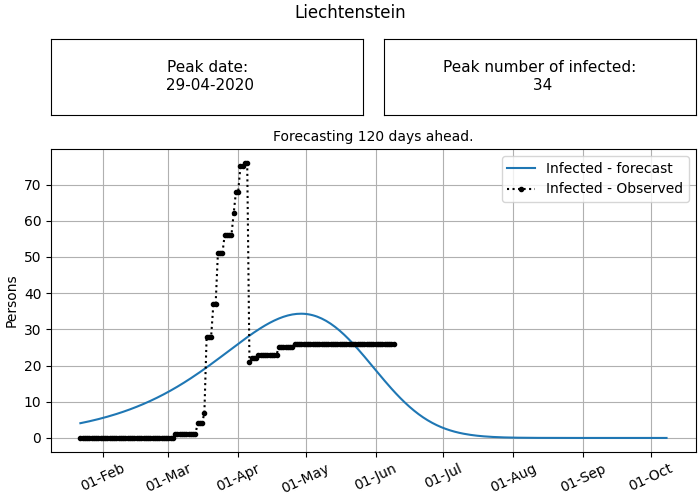 Liechtenstein
Peak date:
29-04-2020
Peak number of infected:
34
Forecasting 120 days ahead.
Infected - forecast
Infected - Observed
Persons
70
60
50
40
30
20
10
0
01-Feb
01-Mar
01-Apr
01-May
01-Jun
01-Jul
01-Aug
01-Sep
01-Oct